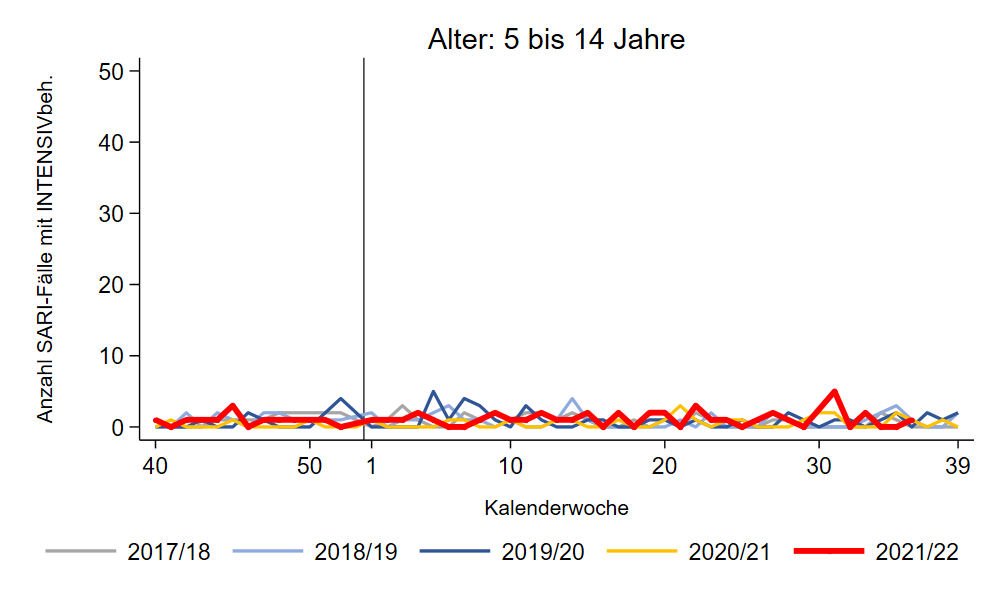 Alter: 5 bis 14 Jahre
Anzahl SARI-Fälle mit INTENSIVbeh.
50
40
30
20
10
0
40 50 1 10 20 30 39
Kalenderwoche
2017/18 2018/19 2019/20 2020/21 2021/22